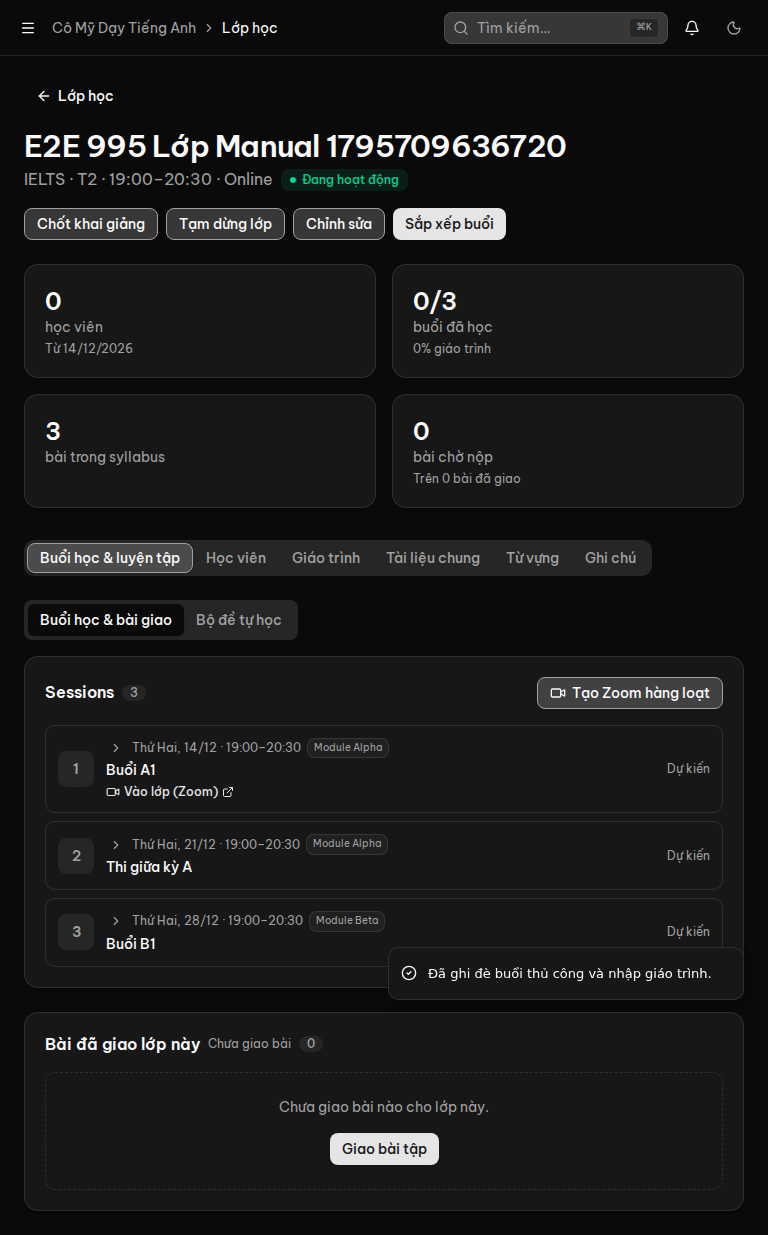 Cô Mỹ Dạy Tiếng Anh > Lớp học
Tìm kiếm... ⌘K
Lớp học
E2E 995 Lớp Manual 1795709636720
IELTS · T2 · 19:00–20:30 · Online Đang hoạt động
Chốt khai giảng Tạm dừng lớp Chỉnh sửa Sắp xếp buổi
0
học viên
Từ 14/12/2026
0/3
buổi đã học
0% giáo trình
3
bài trong syllabus
0
bài chờ nộp
Trên 0 bài đã giao
Buổi học & luyện tập Học viên Giáo trình Tài liệu chung Từ vựng Ghi chú
Buổi học & bài giao Bộ đề tự học
Sessions 3 Tạo Zoom hàng loạt
1
Thứ Hai, 14/12 · 19:00–20:30 Module Alpha
Buổi A1
Vào lớp (Zoom)
Dự kiến
2
Thứ Hai, 21/12 · 19:00–20:30 Module Alpha
Thi giữa kỳ A
Dự kiến
3
Thứ Hai, 28/12 · 19:00–20:30 Module Beta
Buổi B1
Dự kiến
Đã ghi đè buổi thủ công và nhập giáo trình.
Bài đã giao lớp này Chưa giao bài 0
Chưa giao bài nào cho lớp này.
Giao bài tập